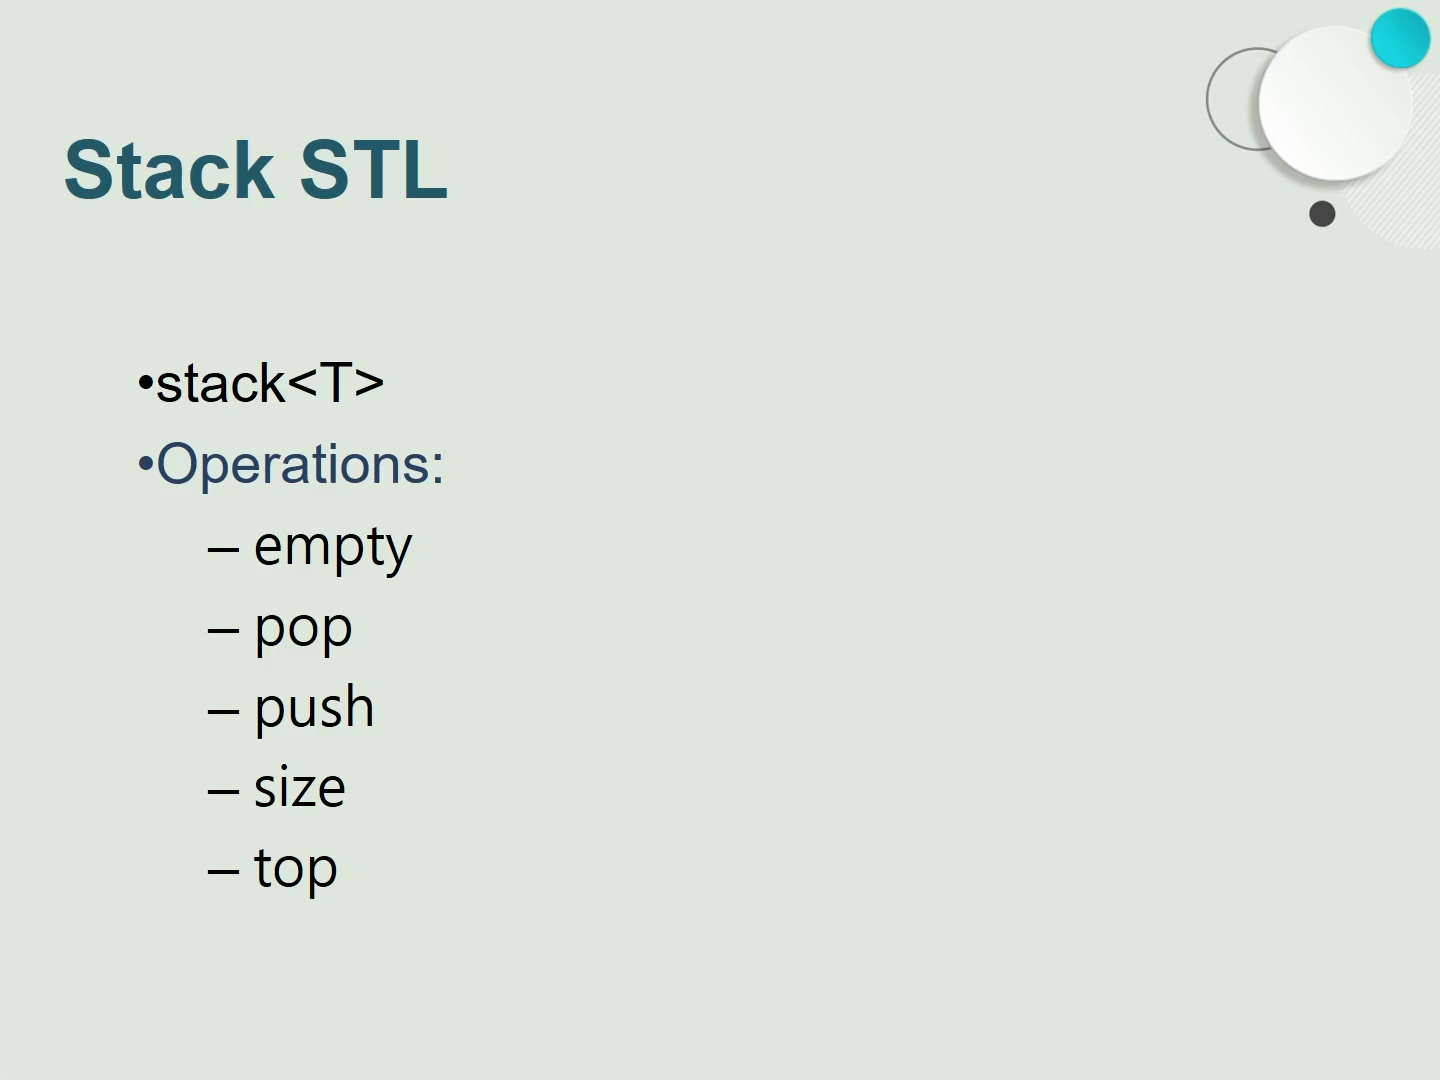 Stack STL
•stack<T>
•Operations:
– empty
– pop
– push
– size
– top